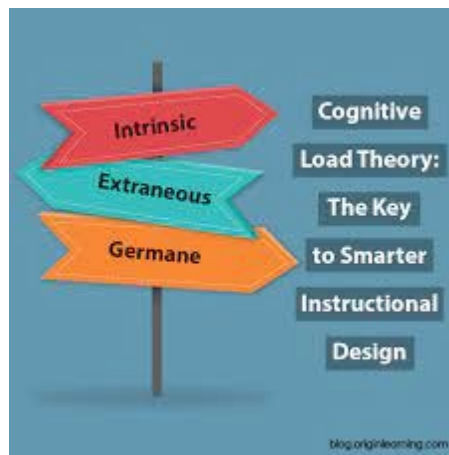 Intrinsic
Extraneous
Germane
Cognitive
Load Theory:
The Key
to Smarter
Instructional
Design
blog.originlearning.com